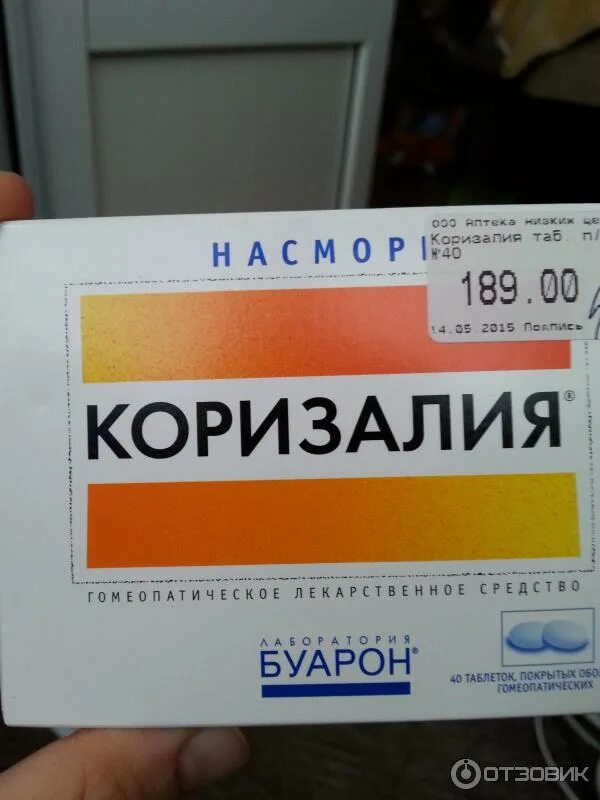 НАСМОР
ООО Аптека низких це
Коризалия таб. п/
№40
189.00
14.05.2015 Подпись
КОРИЗАЛИЯ®
ГОМЕОПАТИЧЕСКОЕ ЛЕКАРСТВЕННОЕ СРЕДСТВО
ЛАБОРАТОРИЯ
БУАРОН®
40 ТАБЛЕТОК, ПОКРЫТЫХ ОБО
ГОМЕОПАТИЧЕСКИХ
ОТЗОВИК